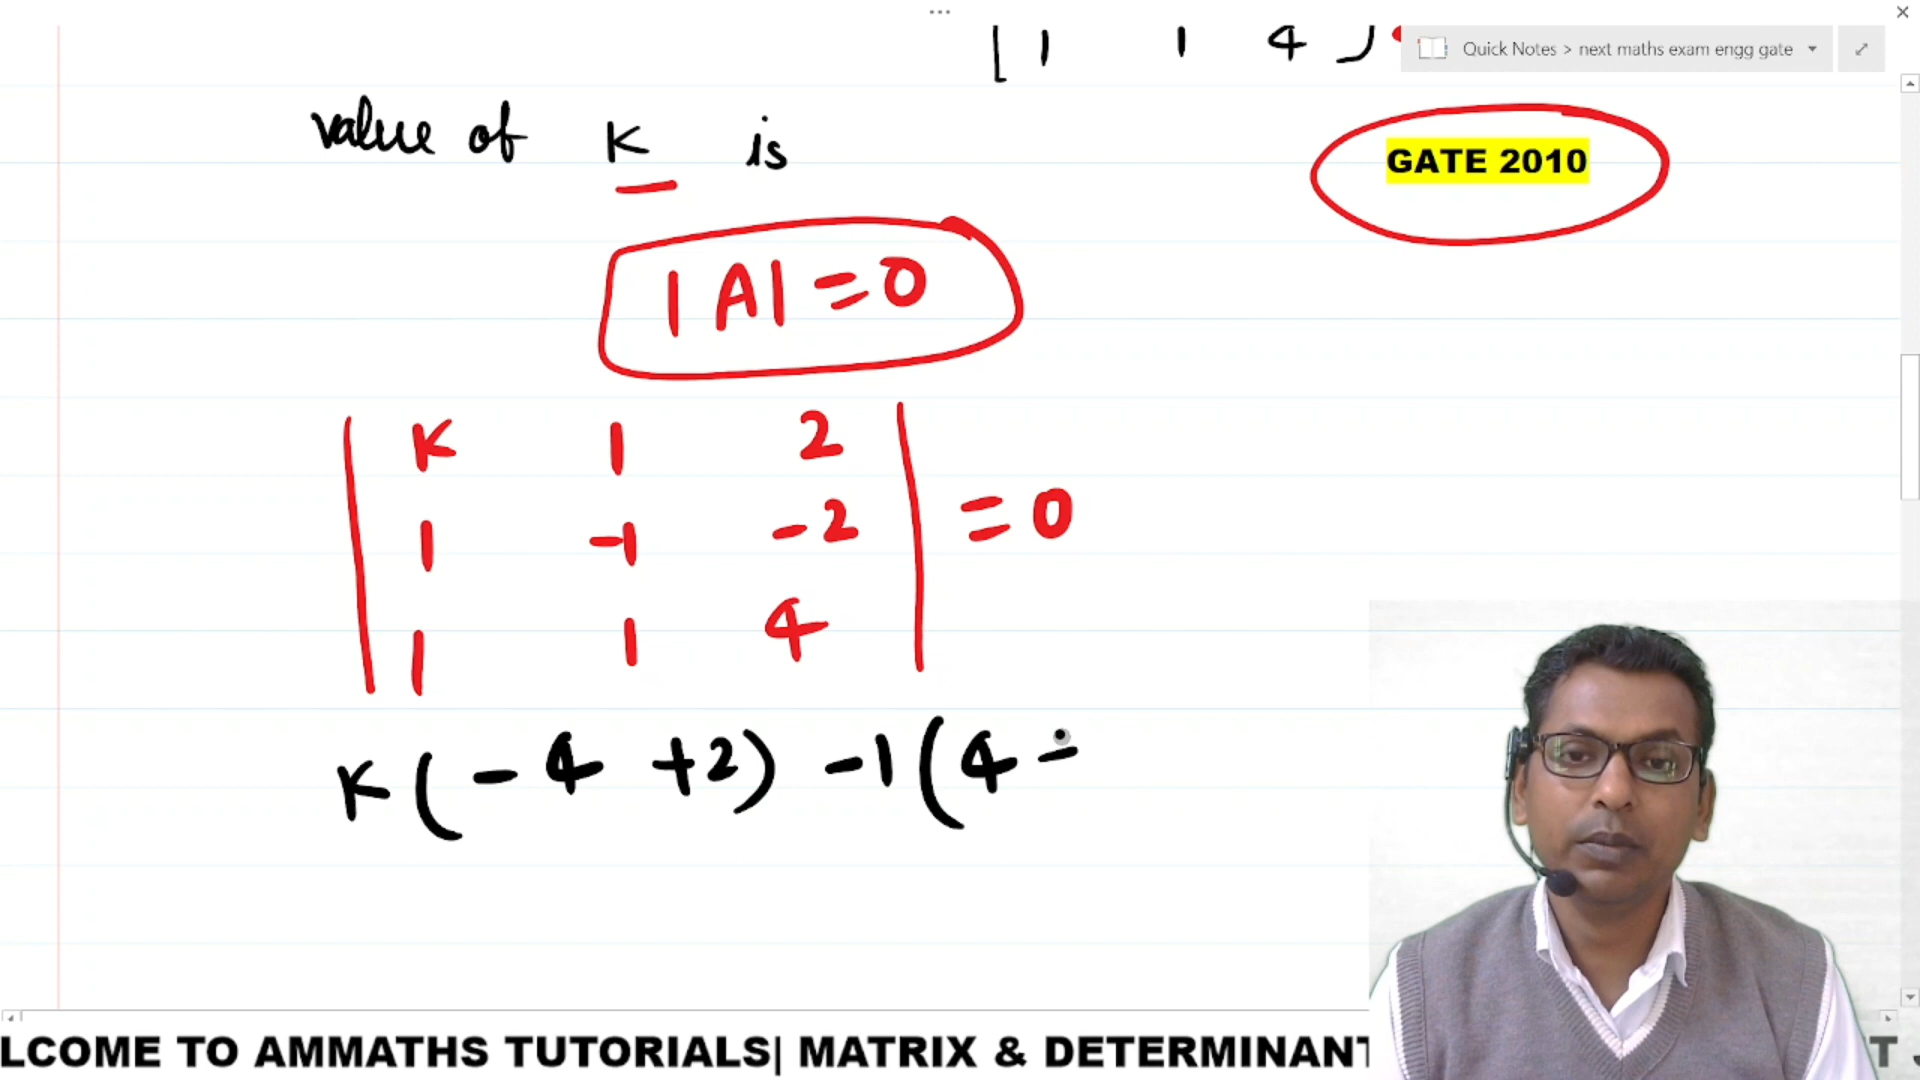 [ 1 1 4 ]
Quick Notes > next maths exam engg gate
value of K is
GATE 2010
|A| = 0
K 1 2
1 -1 -2 = 0
1 1 4
K(-4 +2) -1(4 -
LCOME TO AMMATHS TUTORIALS| MATRIX & DETERMINANT